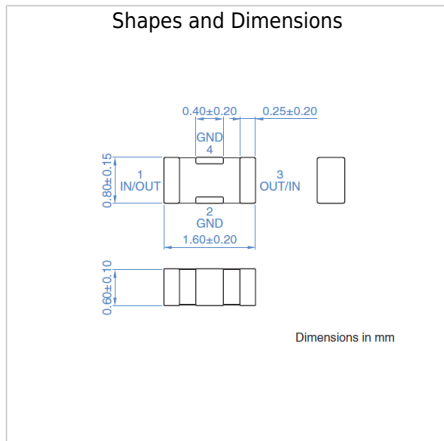 Shapes and Dimensions
0.40±0.20
0.25±0.20
GND
4
0.80±0.15
1
IN/OUT
3
OUT/IN
2
GND
1.60±0.20
0.60±0.10
Dimensions in mm